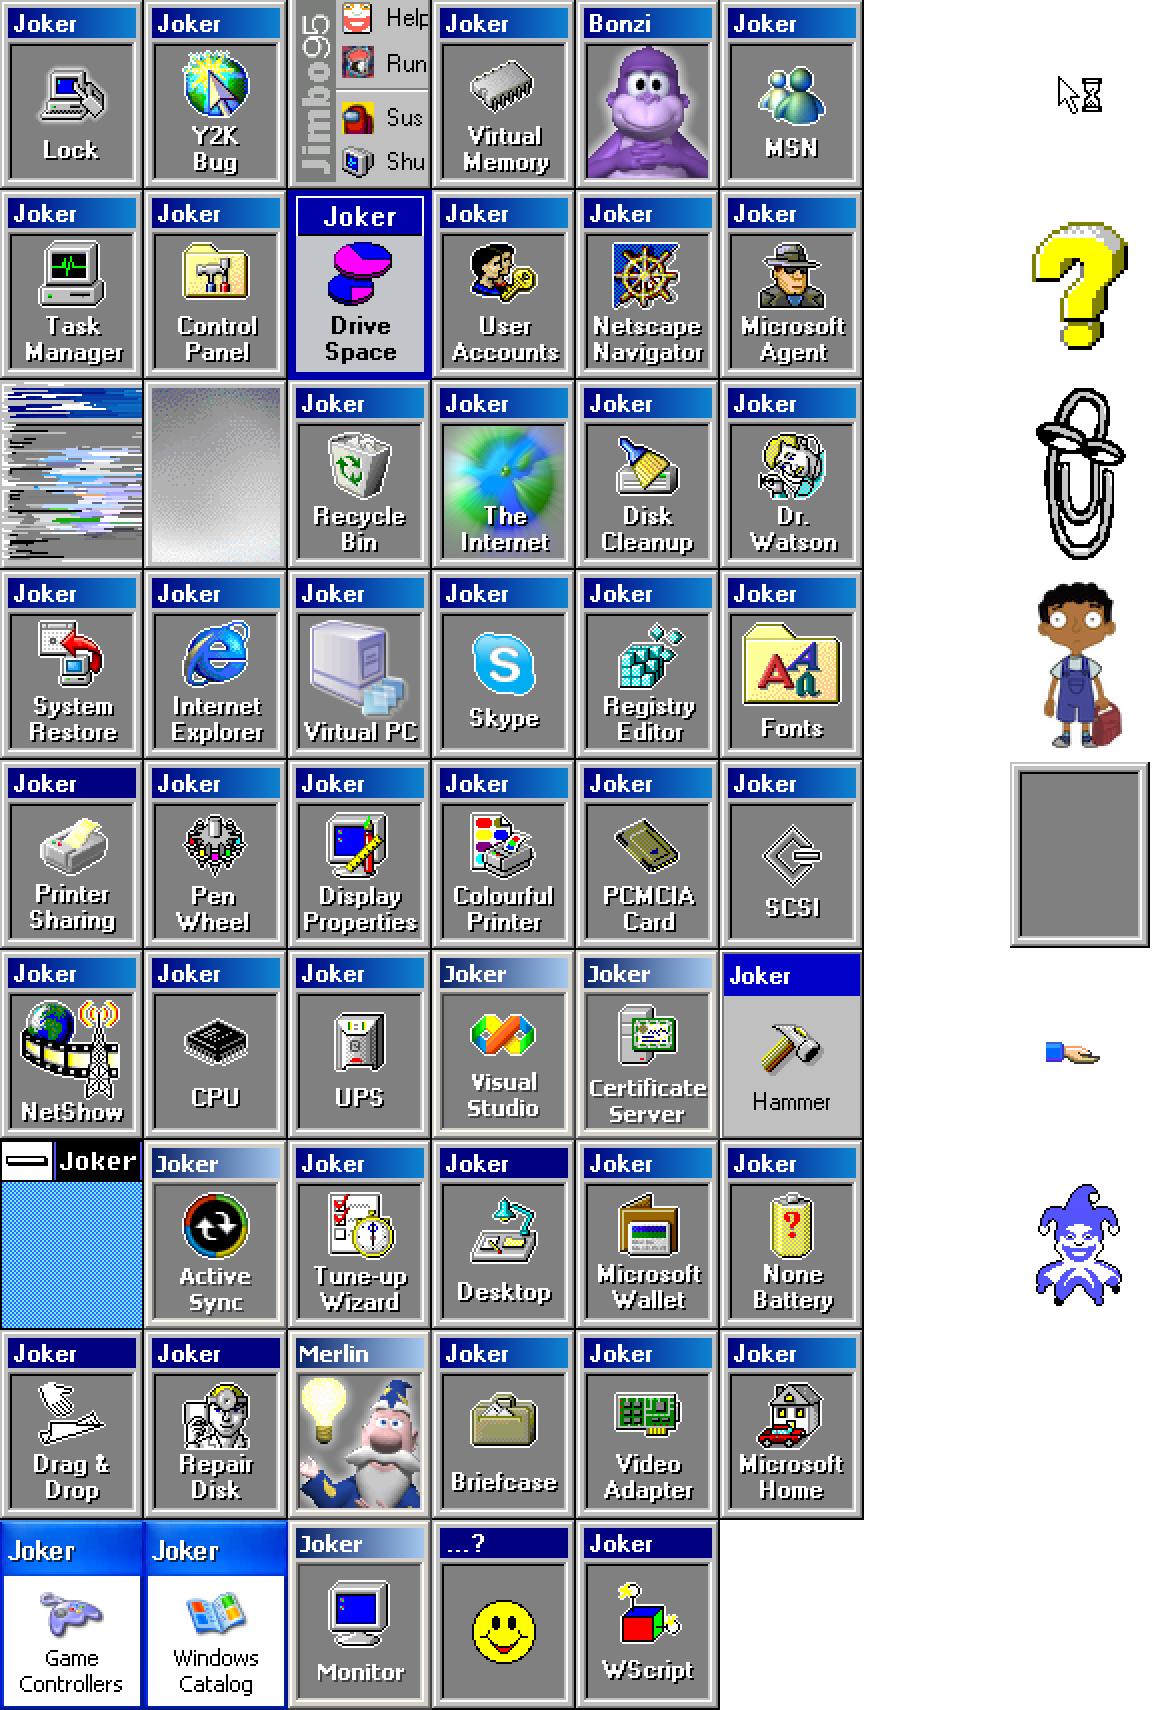 Joker
Lock
Joker
Y2K
Bug
Jimbo95
Help
Run
Sus
Shu
Joker
Virtual
Memory
Bonzi
Joker
MSN
Joker
Task
Manager
Joker
Control
Panel
Joker
Drive
Space
Joker
User
Accounts
Joker
Netscape
Navigator
Joker
Microsoft
Agent
?
Joker
Recycle
Bin
Joker
The
Internet
Joker
Disk
Cleanup
Joker
Dr.
Watson
Joker
System
Restore
Joker
Internet
Explorer
Joker
Virtual PC
Joker
S
Skype
Joker
Registry
Editor
Joker
AAa
Fonts
Joker
Printer
Sharing
Joker
Pen
Wheel
Joker
Display
Properties
Joker
Colourful
Printer
Joker
PCMCIA
Card
Joker
SCSI
Joker
NetShow
Joker
CPU
Joker
UPS
Joker
Visual
Studio
Joker
Certificate
Server
Joker
Hammer
Joker
Joker
Active
Sync
Joker
Tune-up
Wizard
Joker
Desktop
Joker
Microsoft
Wallet
Joker
?
None
Battery
Joker
Drag &
Drop
Joker
Repair
Disk
Merlin
Joker
Briefcase
Joker
Video
Adapter
Joker
Microsoft
Home
Joker
Game
Controllers
Joker
Windows
Catalog
Joker
Monitor
...?
Joker
WScript